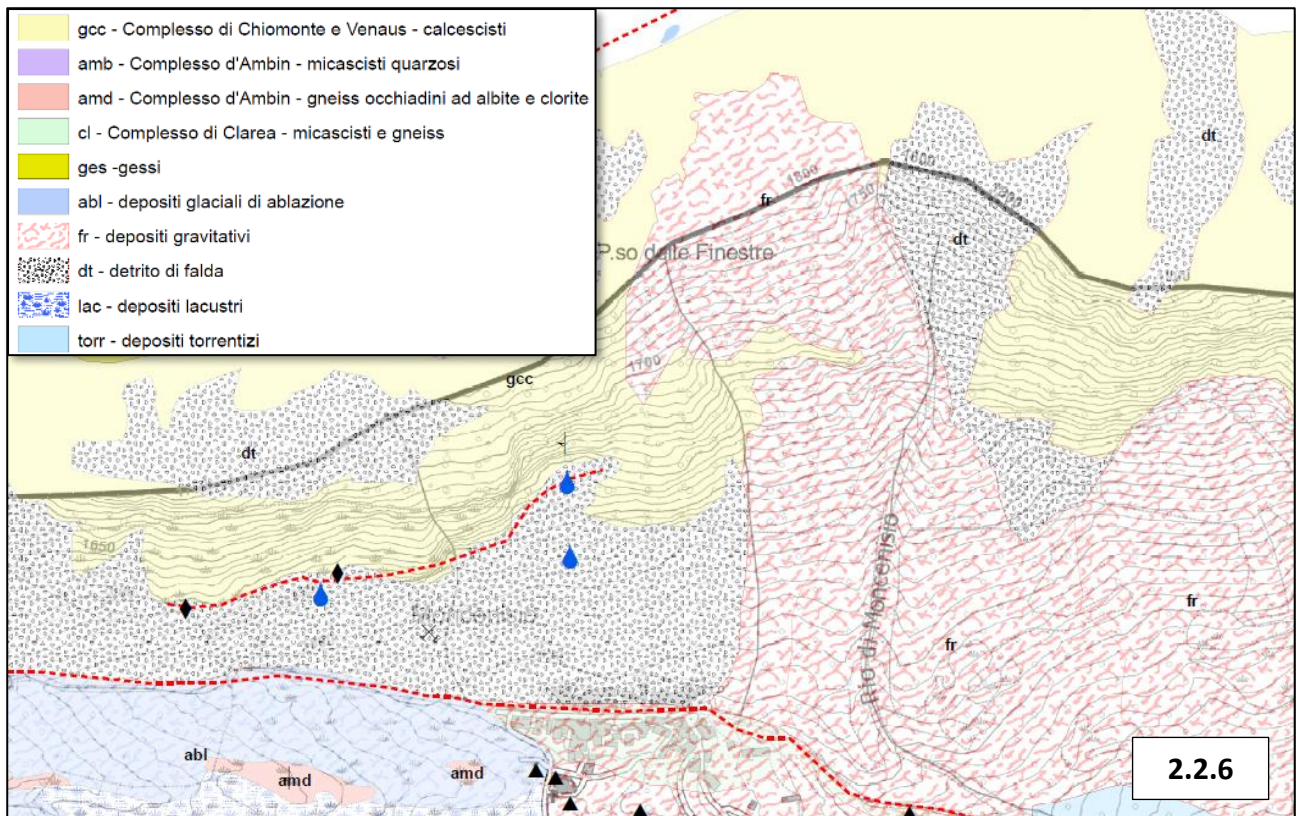 gcc - Complesso di Chiomonte e Venaus - calcescisti
amb - Complesso d'Ambin - micascisti quarzosi
amd - Complesso d'Ambin - gneiss occhiadini ad albite e clorite
cl - Complesso di Clarea - micascisti e gneiss
ges -gessi
abl - depositi glaciali di ablazione
fr - depositi gravitativi
dt - detrito di falda
lac - depositi lacustri
torr - depositi torrentizi
dt
1800
1750
fr
P.so delle Finestre
dt
1700
gcc
dt
1650
Rio di Moncenisio
fr
fr
abl
amd
amd
2.2.6